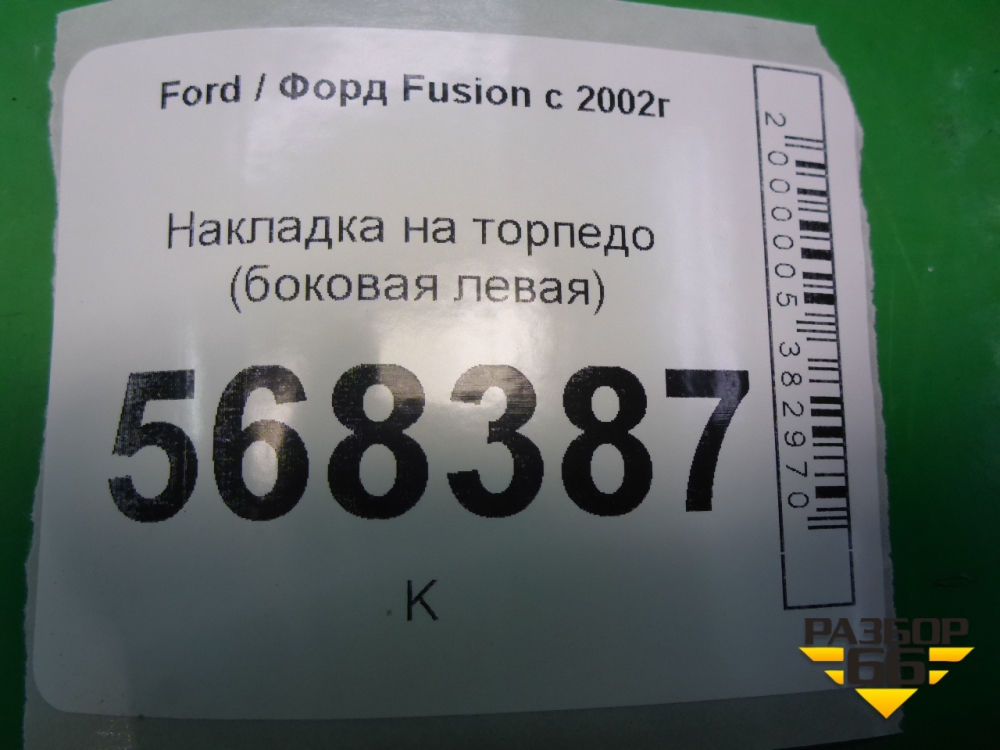 Ford / Форд Fusion с 2002г
Накладка на торпедо
(боковая левая)
568387
К
2000005382970
РАЗБОР
66